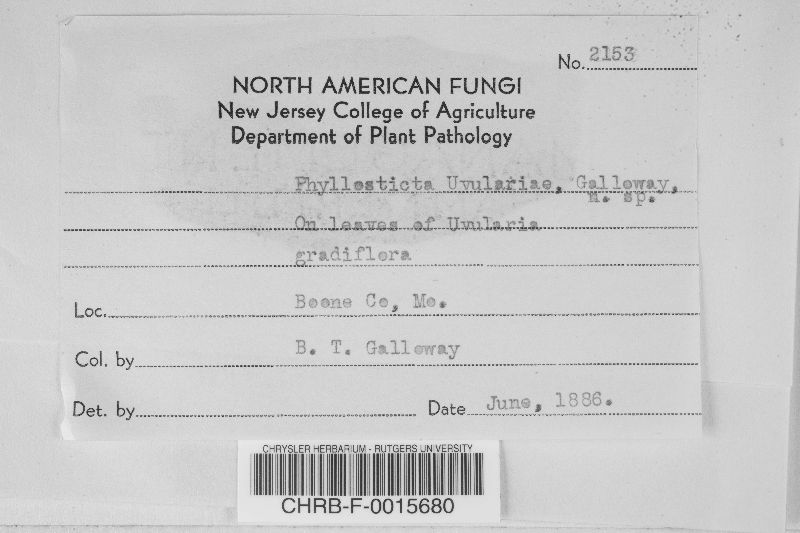 No. 2153
NORTH AMERICAN FUNGI
New Jersey College of Agriculture
Department of Plant Pathology
Phyllosticta Uvulariae, Galloway,
n. sp.
On leaves of Uvularia
gradiflora
Loc. Boone Co, Mo.
Col. by B. T. Galloway
Det. by
Date June, 1886.
CHRYSLER HERBARIUM - RUTGERS UNIVERSITY
CHRB-F-0015680